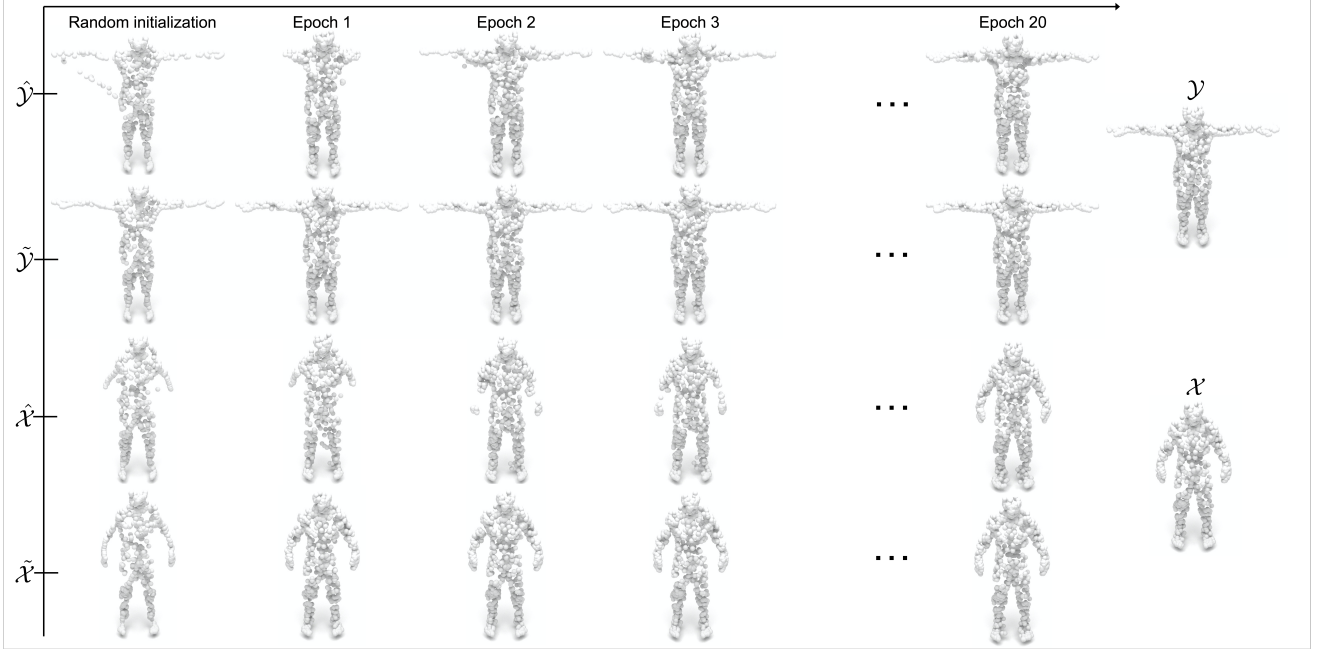 Random initialization Epoch 1 Epoch 2 Epoch 3 Epoch 20
𝒴̂ ... 𝒴
𝒴̃ ...
𝒳̂ ... 𝒳
𝒳̃ ...